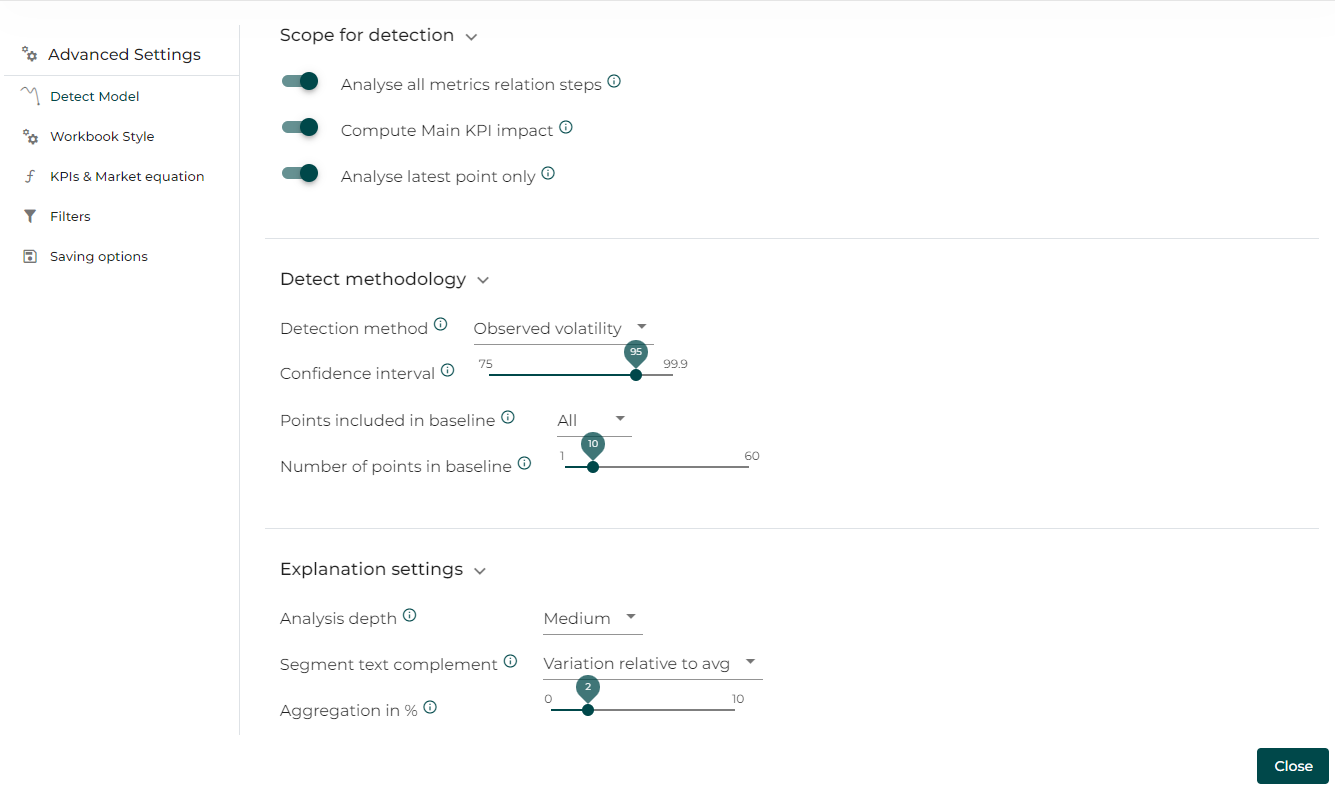 Advanced Settings
Detect Model
Workbook Style
f KPIs & Market equation
Filters
Saving options
Scope for detection
Analyse all metrics relation steps
Compute Main KPI impact
Analyse latest point only
Detect methodology
Detection method Observed volatility
Confidence interval 75 95 99.9
Points included in baseline All
Number of points in baseline 1 10 60
Explanation settings
Analysis depth Medium
Segment text complement Variation relative to avg
Aggregation in % 0 2 10
Close